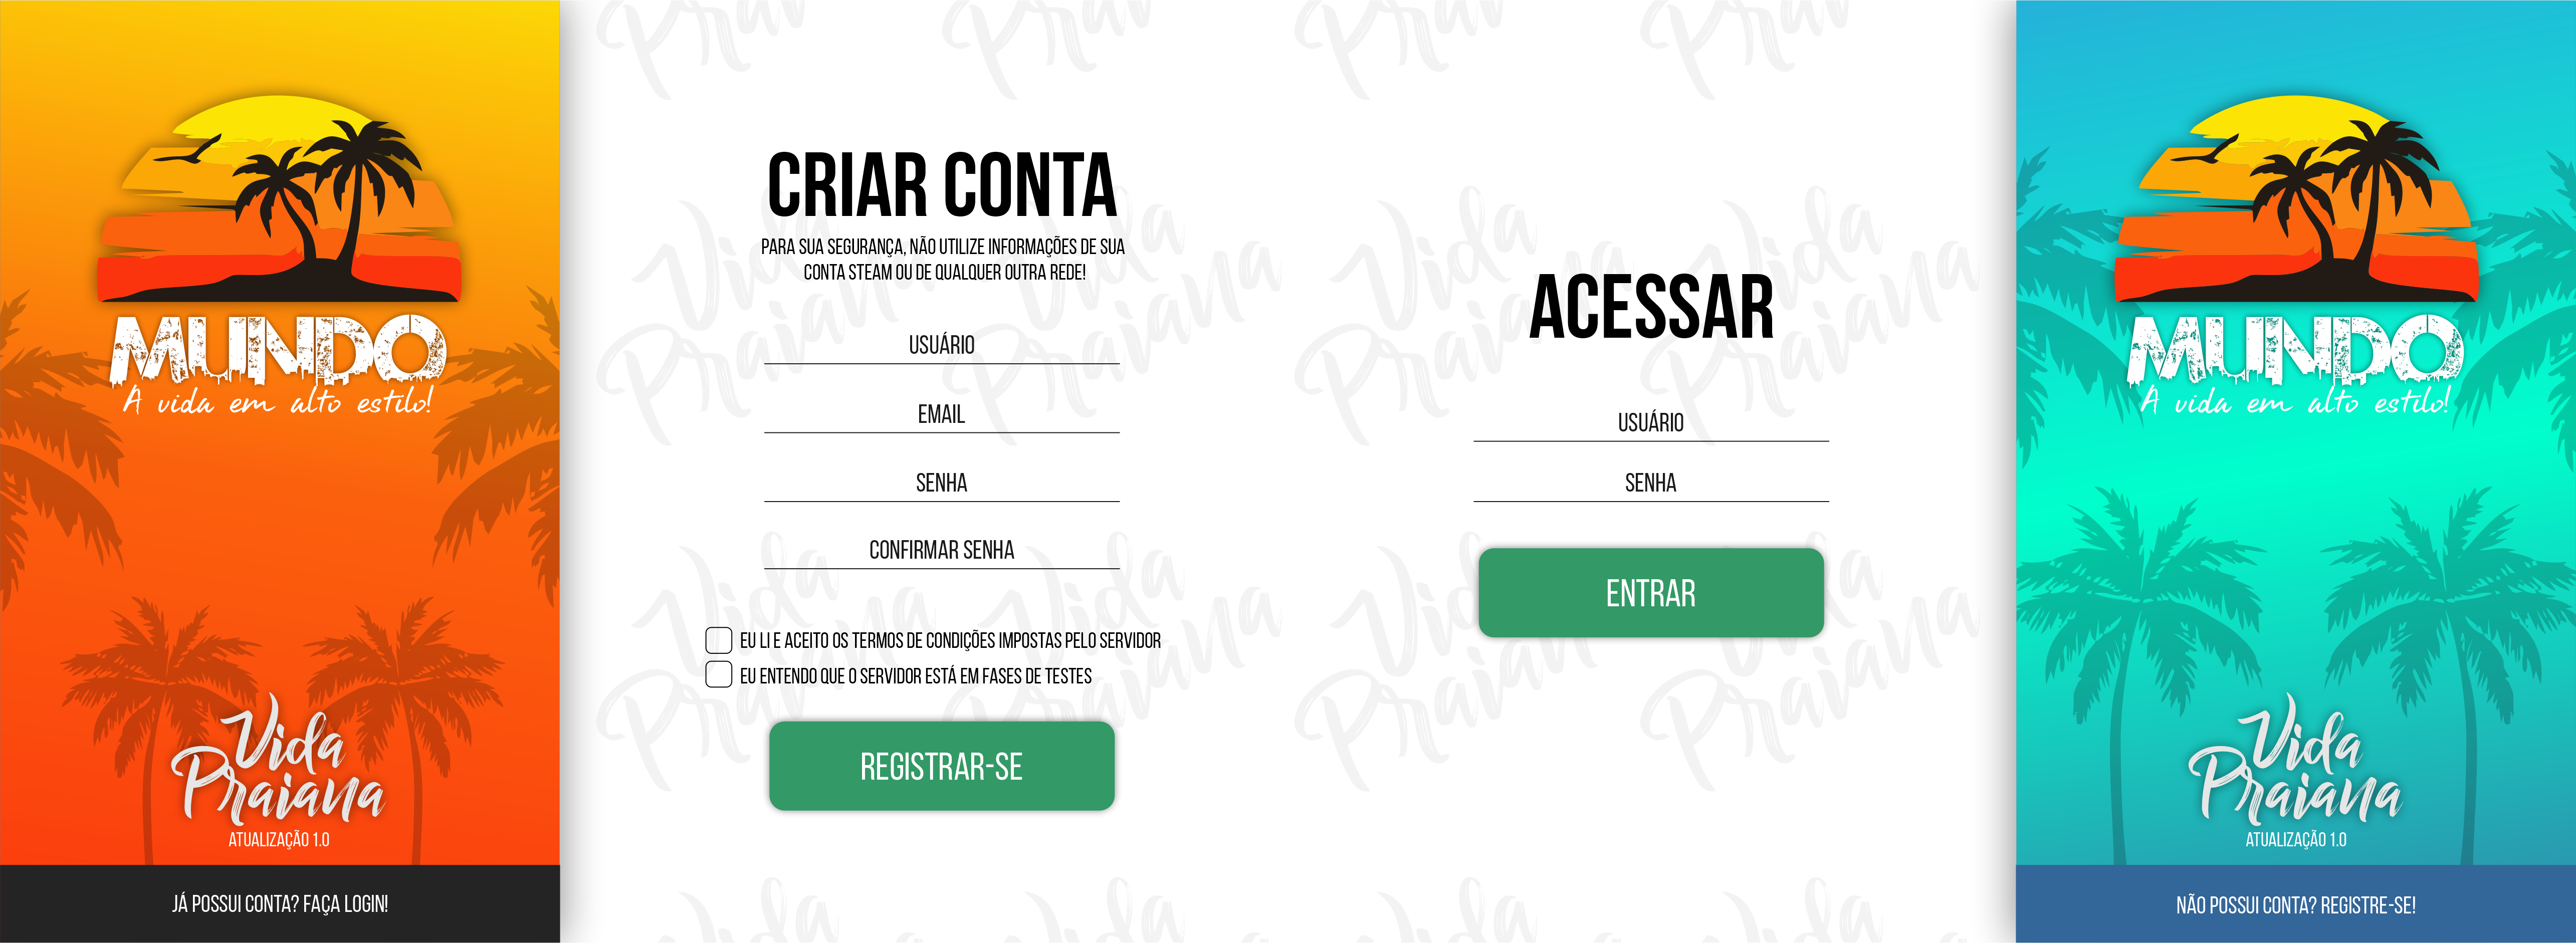 MUNDO
A vida em alto estilo!
Vida
Praiana
ATUALIZAÇÃO 1.0
JÁ POSSUI CONTA? FAÇA LOGIN!
CRIAR CONTA
PARA SUA SEGURANÇA, NÃO UTILIZE INFORMAÇÕES DE SUA
CONTA STEAM OU DE QUALQUER OUTRA REDE!
USUÁRIO
EMAIL
SENHA
CONFIRMAR SENHA
EU LI E ACEITO OS TERMOS DE CONDIÇÕES IMPOSTAS PELO SERVIDOR
EU ENTENDO QUE O SERVIDOR ESTÁ EM FASES DE TESTES
REGISTRAR-SE
ACESSAR
USUÁRIO
SENHA
ENTRAR
MUNDO
A vida em alto estilo!
Vida
Praiana
ATUALIZAÇÃO 1.0
NÃO POSSUI CONTA? REGISTRE-SE!